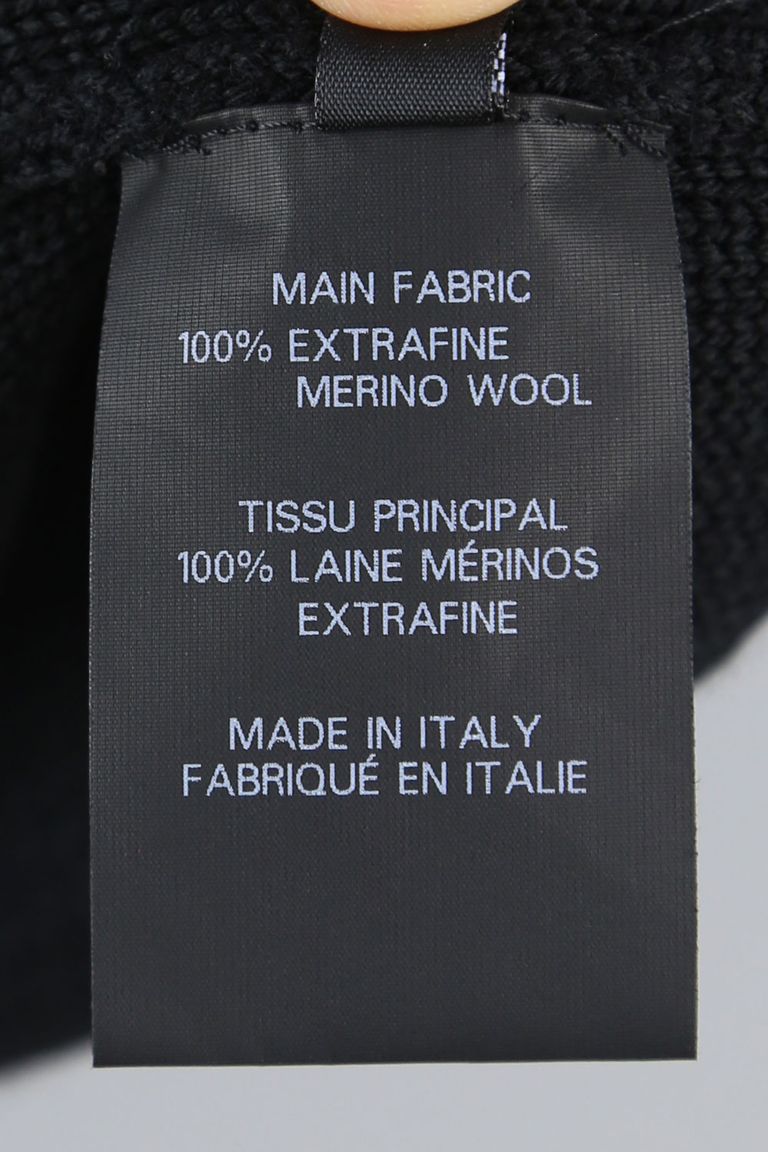 MAIN FABRIC
100% EXTRAFINE
MERINO WOOL
TISSU PRINCIPAL
100% LAINE MÉRINOS
EXTRAFINE
MADE IN ITALY
FABRIQUÉ EN ITALIE